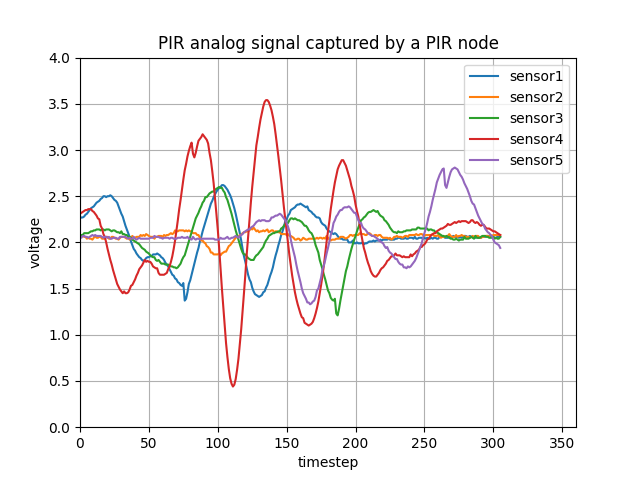 PIR analog signal captured by a PIR node
4.0
3.5
3.0
2.5
2.0
1.5
1.0
0.5
0.0
voltage
sensor1
sensor2
sensor3
sensor4
sensor5
0 50 100 150 200 250 300 350
timestep